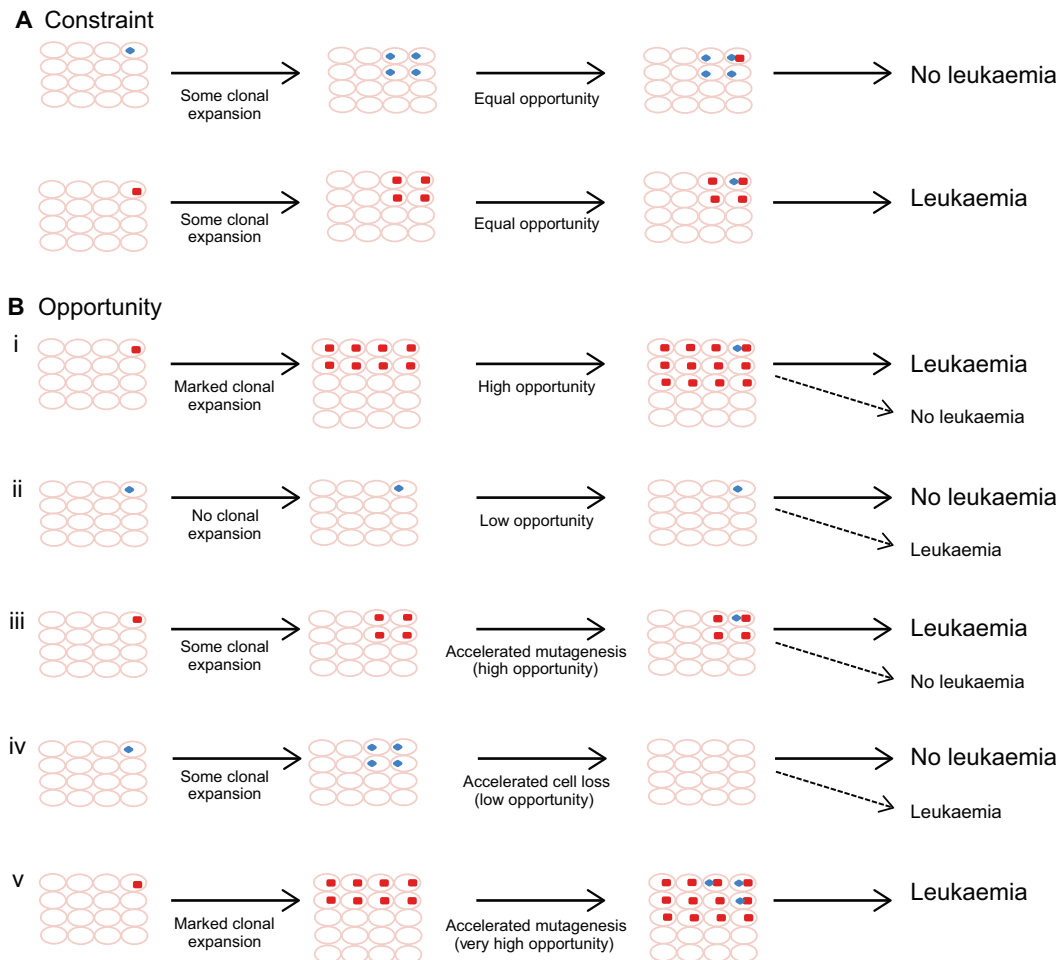 A Constraint
Some clonal
expansion
Equal opportunity
No leukaemia
Some clonal
expansion
Equal opportunity
Leukaemia
B Opportunity
i
Marked clonal
expansion
High opportunity
Leukaemia
No leukaemia
ii
No clonal
expansion
Low opportunity
No leukaemia
Leukaemia
iii
Some clonal
expansion
Accelerated mutagenesis
(high opportunity)
Leukaemia
No leukaemia
iv
Some clonal
expansion
Accelerated cell loss
(low opportunity)
No leukaemia
Leukaemia
v
Marked clonal
expansion
Accelerated mutagenesis
(very high opportunity)
Leukaemia